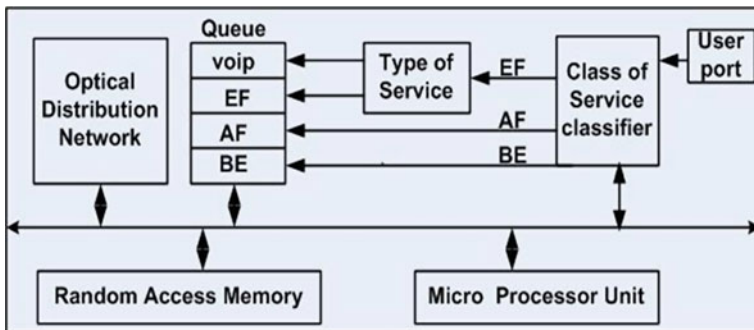 Optical
Distribution
Network
Queue
voip
EF
AF
BE
Type of
Service
EF
AF
BE
Class of
Service
classifier
User
port
Random Access Memory
Micro Processor Unit